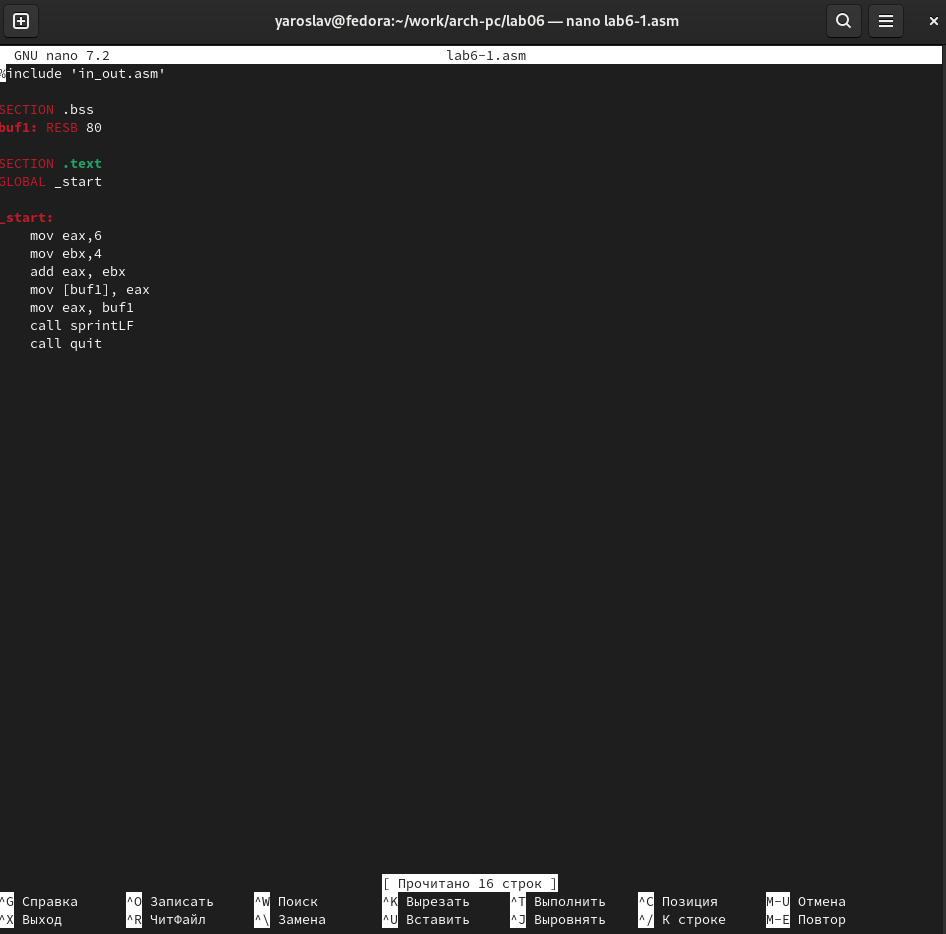 yaroslav@fedora:~/work/arch-pc/lab06 — nano lab6-1.asm
GNU nano 7.2 lab6-1.asm
%include 'in_out.asm'
SECTION .bss
buf1: RESB 80
SECTION .text
GLOBAL _start
_start:
mov eax,6
mov ebx,4
add eax, ebx
mov [buf1], eax
mov eax, buf1
call sprintLF
call quit
[ Прочитано 16 строк ]
^G Справка ^O Записать ^W Поиск ^K Вырезать ^T Выполнить ^C Позиция M-U Отмена
^X Выход ^R ЧитФайл ^\ Замена ^U Вставить ^J Выровнять ^/ К строке M-E Повтор